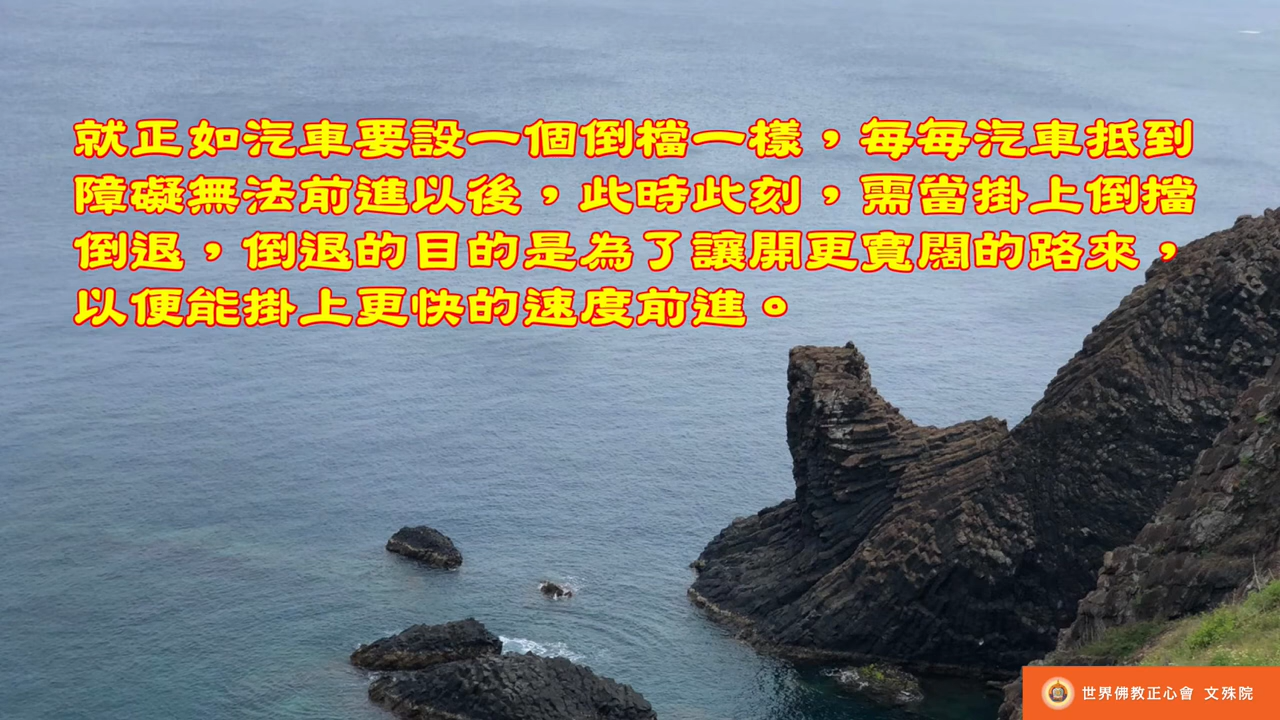 就正如汽車要設一個倒檔一樣，每每汽車抵到
障礙無法前進以後，此時此刻，需當掛上倒擋
倒退，倒退的目的是為了讓開更寬闊的路來，
以便能掛上更快的速度前進。
世界佛教正心會 文殊院